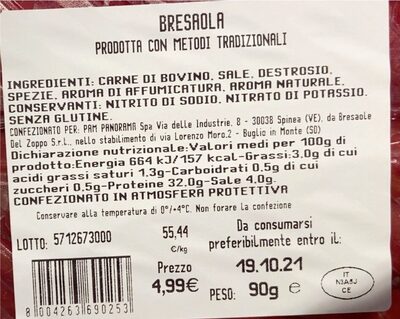 BRESAOLA
PRODOTTA CON METODI TRADIZIONALI
INGREDIENTI: CARNE DI BOVINO, SALE, DESTROSIO,
SPEZIE, AROMA DI AFFUMICATURA, AROMA NATURALE,
CONSERVANTI: NITRITO DI SODIO, NITRATO DI POTASSIO.
SENZA GLUTINE.
CONFEZIONATO PER: PAM PANORAMA Spa Via delle Industrie, 8 - 30038 Spinea (VE), da Bresaole
Del Zoppo S.r.L., nello stabilimento di via Lorenzo Moro,2 - Buglio in Monte (SO)
Dichiarazione nutrizionale:Valori medi per 100g di
prodotto:Energia 664 kJ/157 kcal-Grassi:3.0g di cui
acidi grassi saturi 1.3g-Carboidrati 0.5g di cui
zuccheri 0.5g-Proteine 32.0g-Sale 4.0g.
CONFEZIONATO IN ATMOSFERA PROTETTIVA
Conservare alla temperatura di 0°/+4°C. Non forare la confezione
LOTTO: 5712673000
55,44
€/kg
Da consumarsi
preferibilmente entro il:
Prezzo
4,99€
19.10.21
PESO: 90g e
IT
CE
8 004263 690253